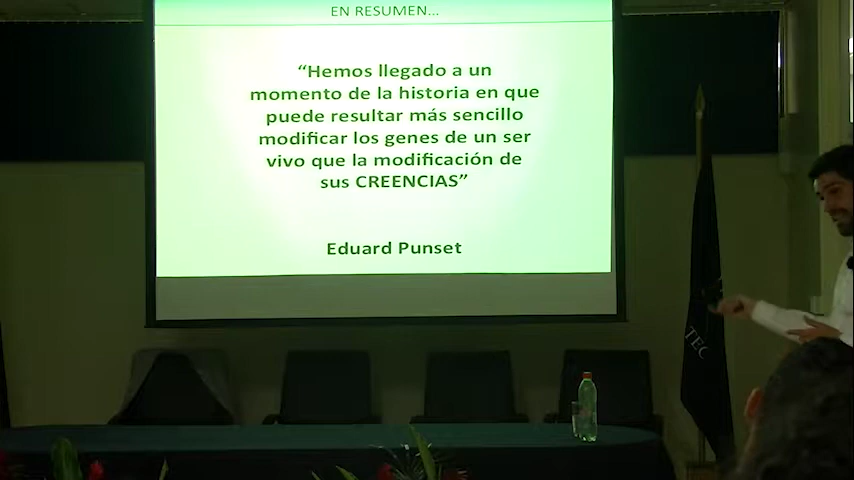 EN RESUMEN...
“Hemos llegado a un
momento de la historia en que
puede resultar más sencillo
modificar los genes de un ser
vivo que la modificación de
sus CREENCIAS”
Eduard Punset
TEC